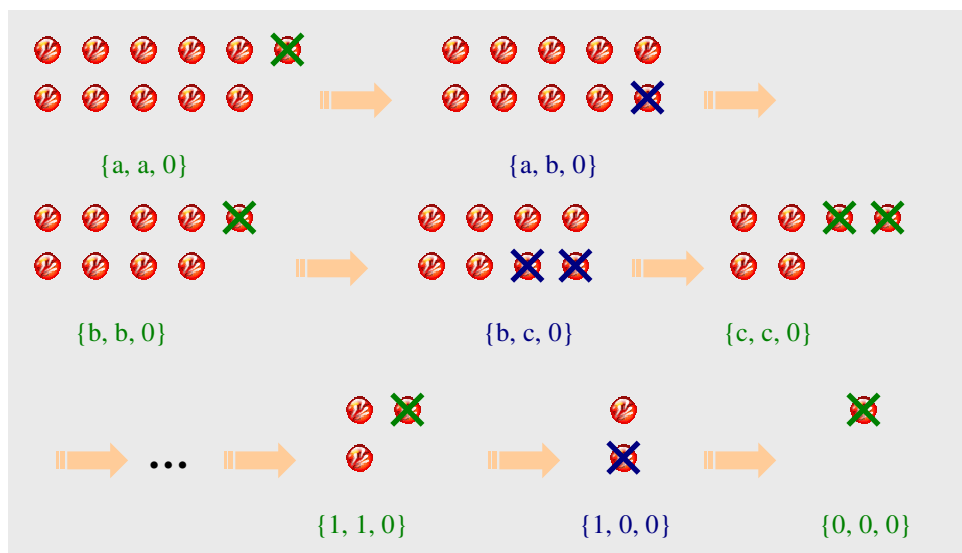 {a, a, 0} {a, b, 0}
{b, b, 0} {b, c, 0} {c, c, 0}
...
{1, 1, 0} {1, 0, 0} {0, 0, 0}